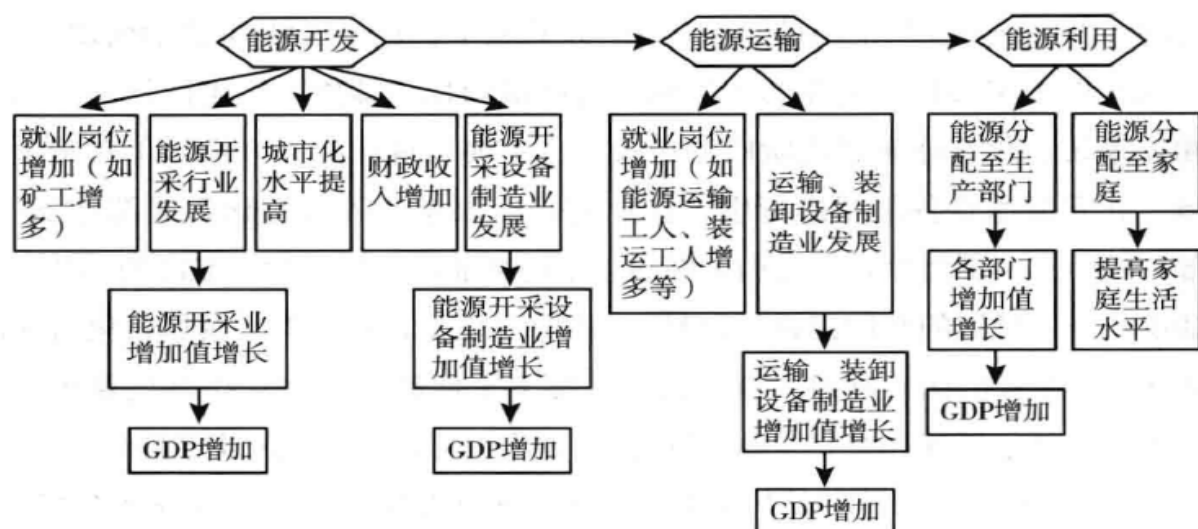 能源开发
能源运输
能源利用
就业岗位
增加（如
矿工增
多）
能源开
采行业
发展
城市化
水平提
高
财政收
入增加
能源开
采设备
制造业
发展
就业岗位
增加（如
能源运输
工人、装
运工人增
多等）
运输、装
卸设备制
造业发展
能源分
配至生
产部门
能源分
配至家
庭
能源开采业
增加值增长
能源开采设
备制造业增
加值增长
各部门
增加值
增长
提高家
庭生活
水平
运输、装卸
设备制造业
增加值增长
GDP增加
GDP增加
GDP增加
GDP增加